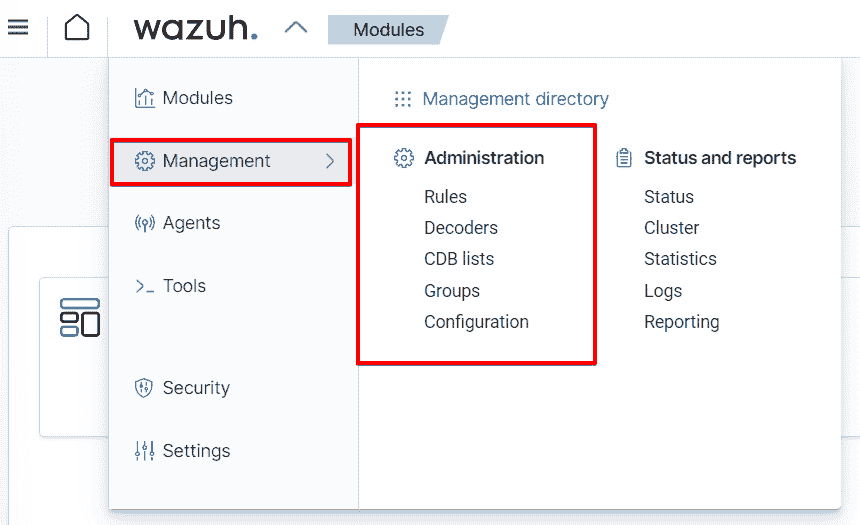 wazuh. Modules
Modules
Management
Agents
Tools
Security
Settings
Management directory
Administration
Rules
Decoders
CDB lists
Groups
Configuration
Status and reports
Status
Cluster
Statistics
Logs
Reporting